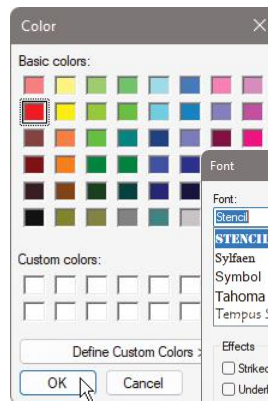 Color
Basic colors:
Font
Font:
Stencil
STENCIL
Sylfaen
Symbol
Tahoma
Tempus
Custom colors:
Define Custom Colors >
Effects
OK
Cancel